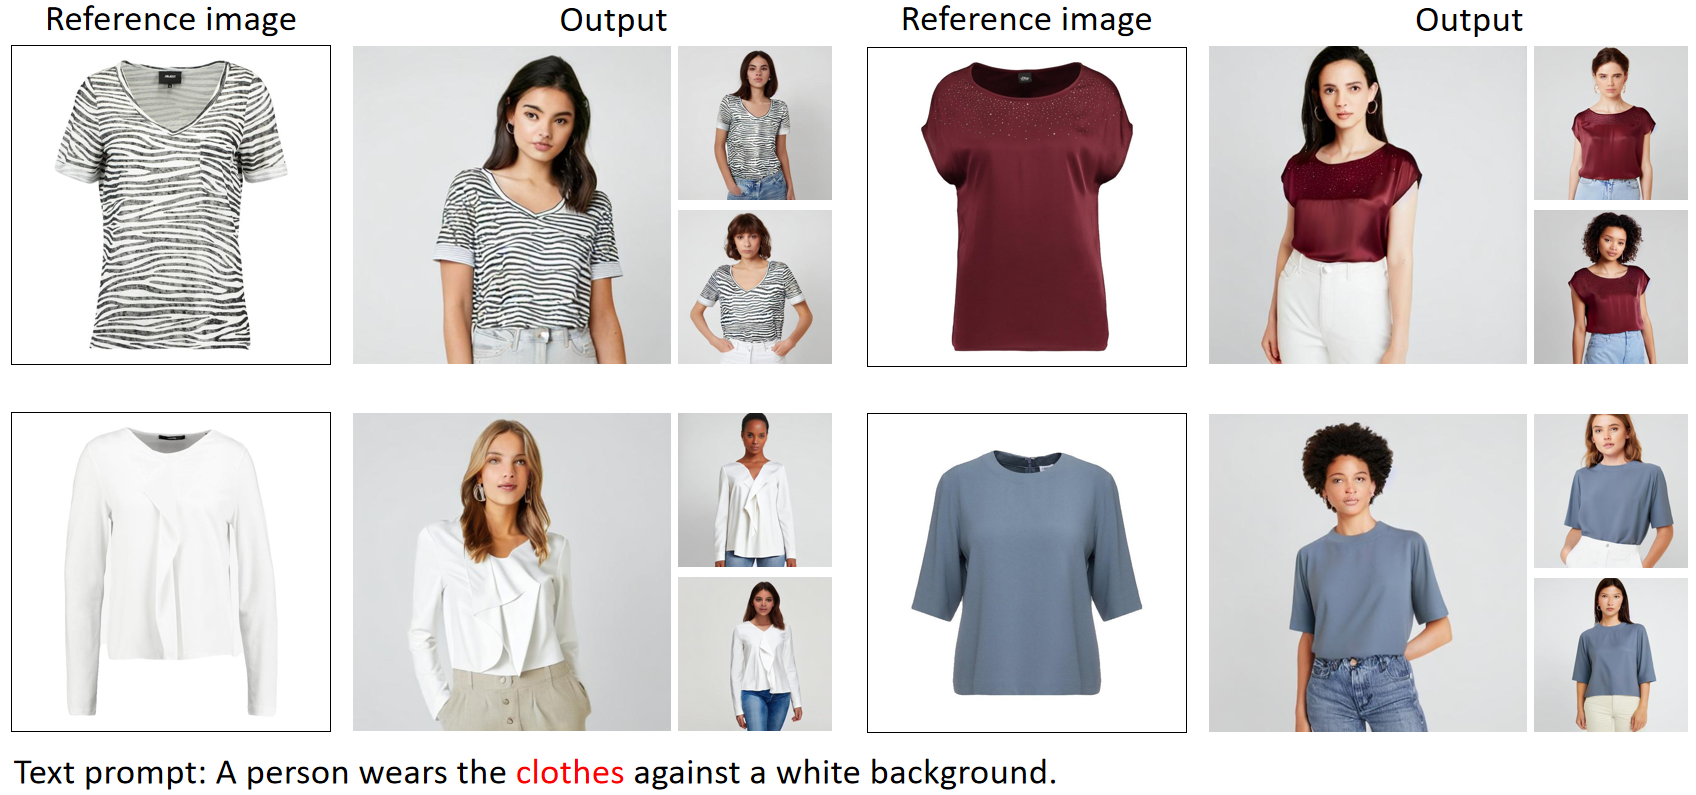 Reference image
Output
Reference image
Output
Text prompt: A person wears the clothes against a white background.